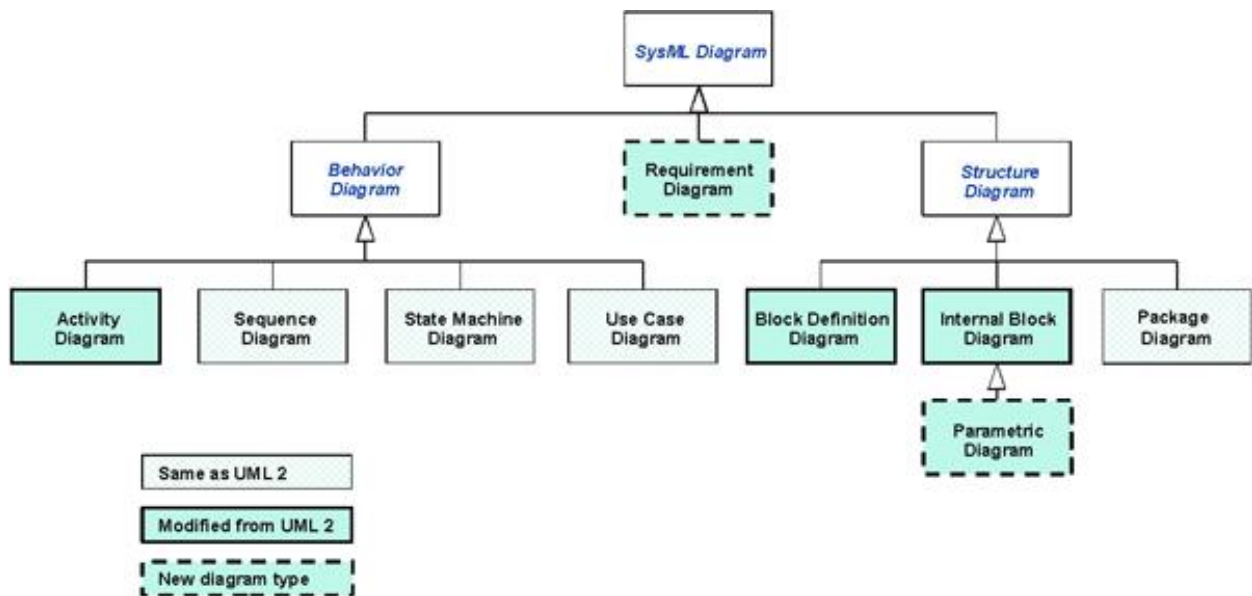 SysML Diagram
Behavior
Diagram
Requirement
Diagram
Structure
Diagram
Activity
Diagram
Sequence
Diagram
State Machine
Diagram
Use Case
Diagram
Block Definition
Diagram
Internal Block
Diagram
Package
Diagram
Parametric
Diagram
Same as UML 2
Modified from UML 2
New diagram type